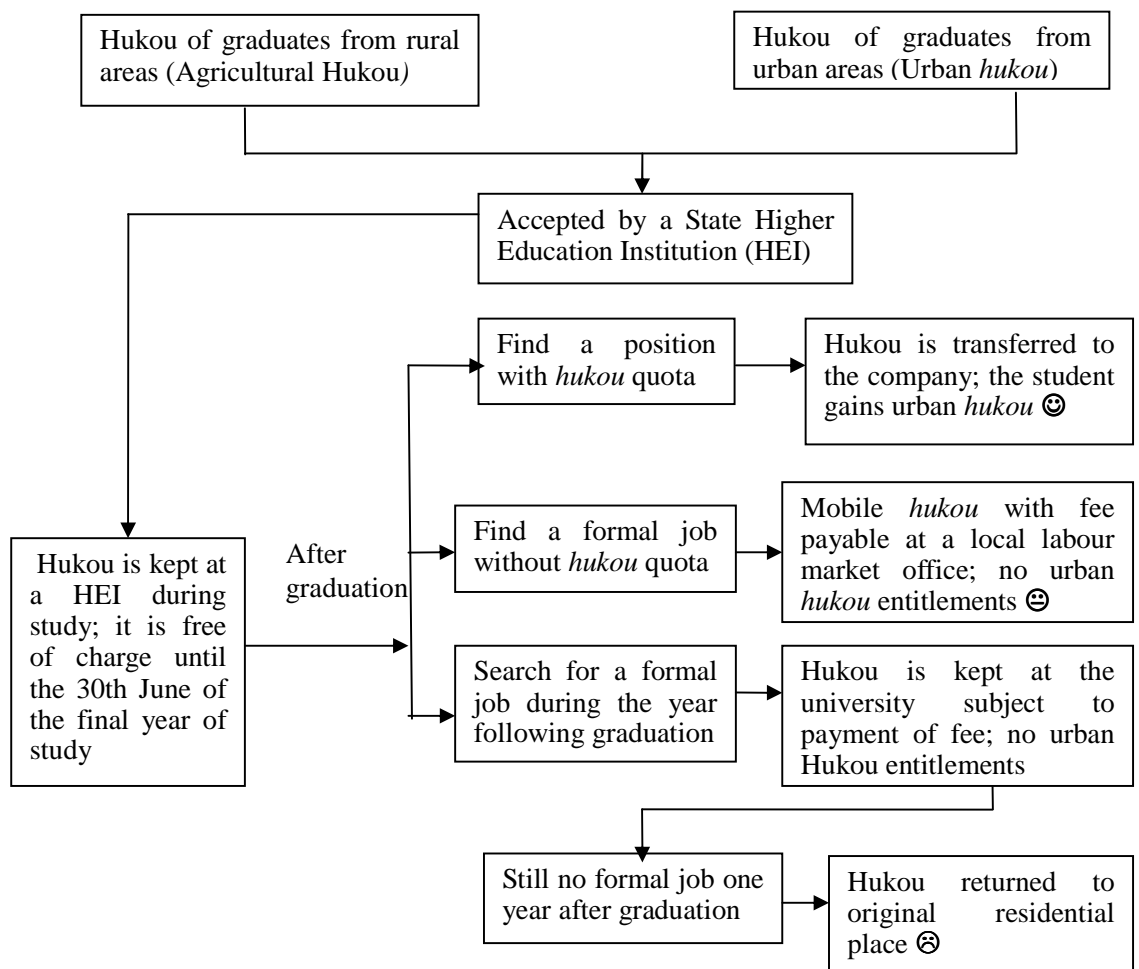 Hukou of graduates from rural
areas (Agricultural Hukou)
Hukou of graduates from
urban areas (Urban hukou)
Accepted by a State Higher
Education Institution (HEI)
Find a position
with hukou quota
Hukou is transferred to
the company; the student
gains urban hukou ☺
Find a formal job
without hukou quota
Mobile hukou with fee
payable at a local labour
market office; no urban
hukou entitlements 😐
Hukou is kept at
a HEI during
study; it is free
of charge until
the 30th June of
the final year of
study
After
graduation
Search for a formal
job during the year
following graduation
Hukou is kept at the
university subject to
payment of fee; no urban
Hukou entitlements
Still no formal job one
year after graduation
Hukou returned to
original residential
place ☹